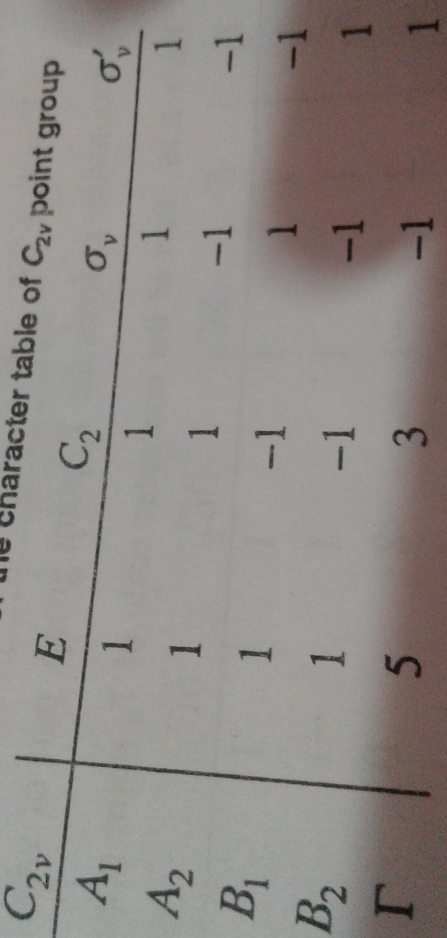 the character table of C₂ᵥ point group
C₂ᵥ E C₂ σᵥ σ′ᵥ
A₁ 1 1 1 1
A₂ 1 1 −1 −1
B₁ 1 −1 1 −1
B₂ 1 −1 −1 1
Γ 5 3 −1 1